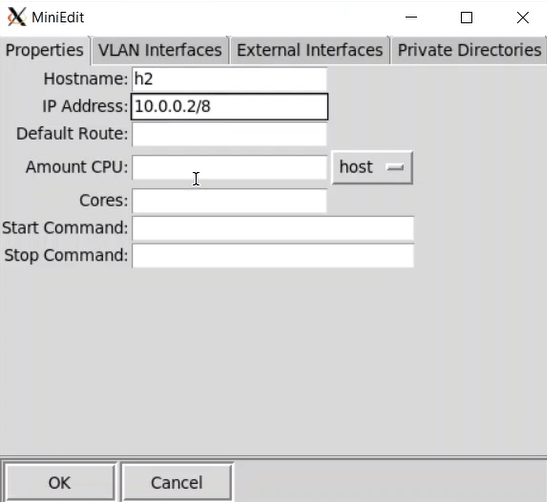 MiniEdit
Properties VLAN Interfaces External Interfaces Private Directories
Hostname: h2
IP Address: 10.0.0.2/8
Default Route:
Amount CPU: host
Cores:
Start Command:
Stop Command:
OK Cancel